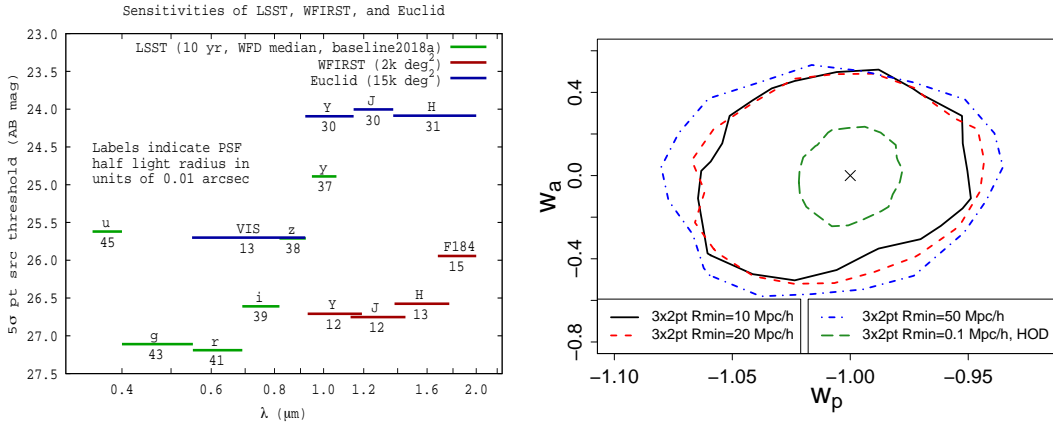 Sensitivities of LSST, WFIRST, and Euclid
23.0
23.5
24.0
24.5
25.0
25.5
26.0
26.5
27.0
27.5
5σ pt src threshold (AB mag)
LSST (10 yr, WFD median, baseline2018a)
WFIRST (2k deg²)
Euclid (15k deg²)
Labels indicate PSF
half light radius in
units of 0.01 arcsec
Y
30
J
30
H
31
y
37
u
45
VIS
13
z
38
F184
15
i
39
Y
12
J
12
H
13
g
43
r
41
0.4
0.6
0.8
1.0
1.2
1.4
1.6
2.0
λ (μm)
0.4
0.0
−0.4
−0.8
w_a
3x2pt Rmin=10 Mpc/h
3x2pt Rmin=20 Mpc/h
3x2pt Rmin=50 Mpc/h
3x2pt Rmin=0.1 Mpc/h, HOD
−1.10
−1.05
−1.00
−0.95
w_p